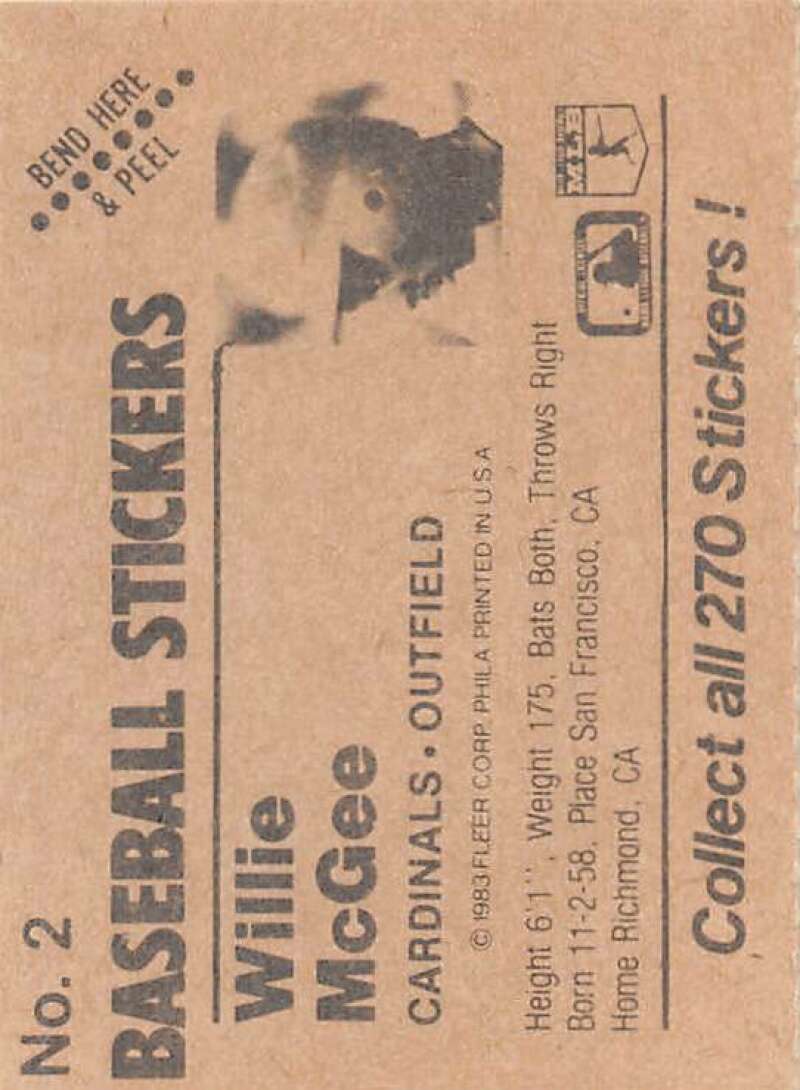 No. 2
BEND HERE
& PEEL
BASEBALL STICKERS
Willie
McGee
CARDINALS • OUTFIELD
© 1983 FLEER CORP. PHILA PRINTED IN U.S.A
Height 6'1'', Weight 175, Bats Both, Throws Right
Born 11-2-58, Place San Francisco, CA
Home Richmond, CA
Collect all 270 Stickers!